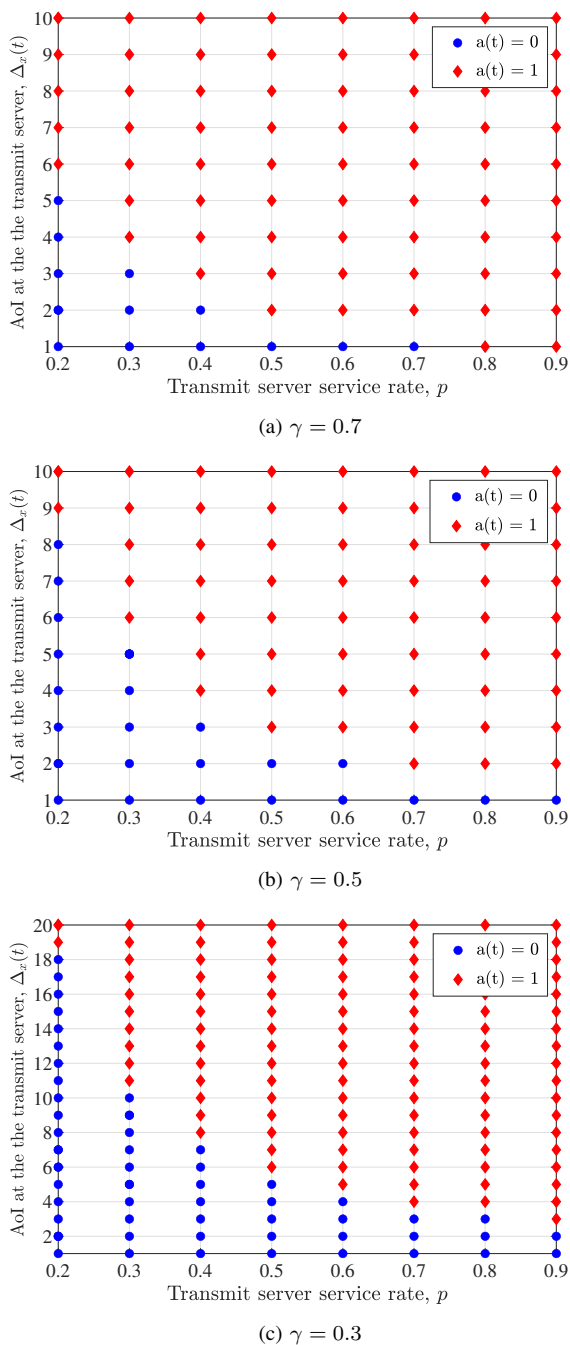 10
9
8
7
6
5
4
3
2
1
AoI at the the transmit server, Δₓ(t)
a(t) = 0
a(t) = 1
0.2 0.3 0.4 0.5 0.6 0.7 0.8 0.9
Transmit server service rate, p
(a) γ = 0.7
10
9
8
7
6
5
4
3
2
1
AoI at the the transmit server, Δₓ(t)
a(t) = 0
a(t) = 1
0.2 0.3 0.4 0.5 0.6 0.7 0.8 0.9
Transmit server service rate, p
(b) γ = 0.5
20
18
16
14
12
10
8
6
4
2
AoI at the the transmit server, Δₓ(t)
a(t) = 0
a(t) = 1
0.2 0.3 0.4 0.5 0.6 0.7 0.8 0.9
Transmit server service rate, p
(c) γ = 0.3